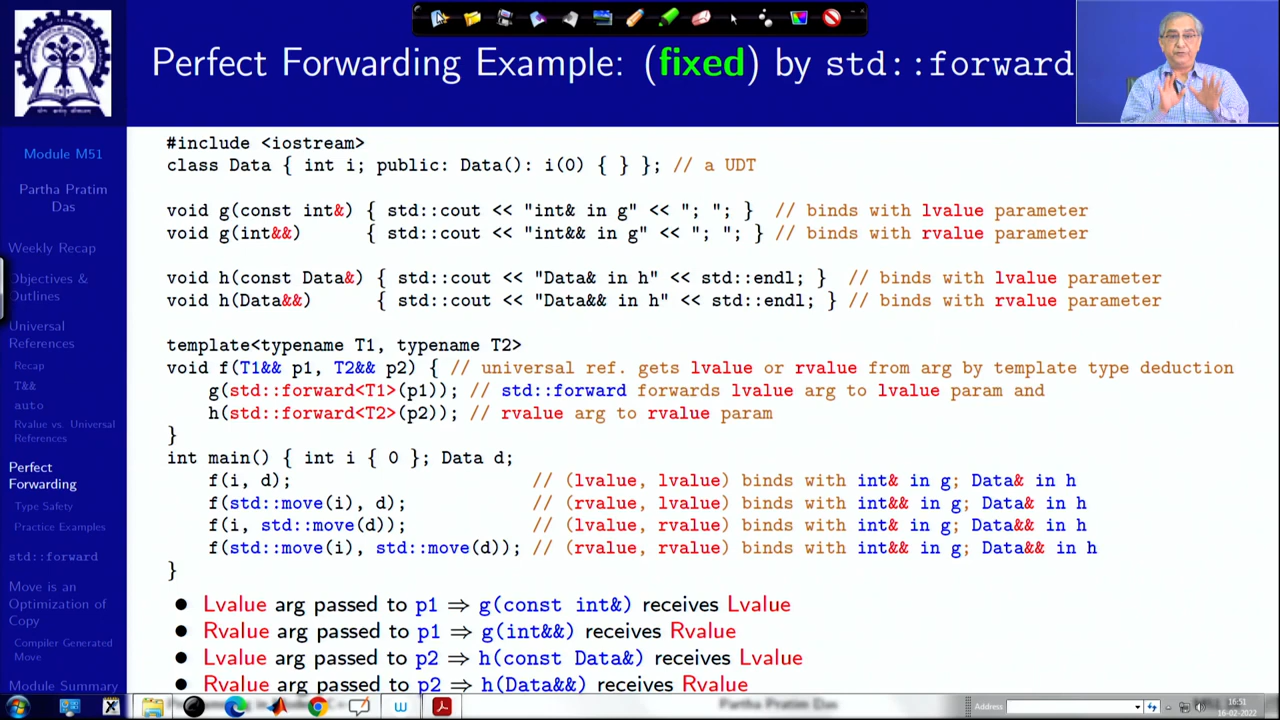 Perfect Forwarding Example: (fixed) by std::forward
Module M51
Partha Pratim
Das
Weekly Recap
Objectives &
Outlines
Universal
References
Recap
T&&
auto
Rvalue vs. Universal
References
Perfect
Forwarding
Type Safety
Practice Examples
std::forward
Move is an
Optimization of
Copy
Compiler Generated
Move
Module Summary
#include <iostream>
class Data { int i; public: Data(): i(0) { } }; // a UDT
void g(const int&) { std::cout << "int& in g" << "; "; } // binds with lvalue parameter
void g(int&&) { std::cout << "int&& in g" << "; "; } // binds with rvalue parameter
void h(const Data&) { std::cout << "Data& in h" << std::endl; } // binds with lvalue parameter
void h(Data&&) { std::cout << "Data&& in h" << std::endl; } // binds with rvalue parameter
template<typename T1, typename T2>
void f(T1&& p1, T2&& p2) { // universal ref. gets lvalue or rvalue from arg by template type deduction
g(std::forward<T1>(p1)); // std::forward forwards lvalue arg to lvalue param and
h(std::forward<T2>(p2)); // rvalue arg to rvalue param
}
int main() { int i { 0 }; Data d;
f(i, d); // (lvalue, lvalue) binds with int& in g; Data& in h
f(std::move(i), d); // (rvalue, lvalue) binds with int&& in g; Data& in h
f(i, std::move(d)); // (lvalue, rvalue) binds with int& in g; Data&& in h
f(std::move(i), std::move(d)); // (rvalue, rvalue) binds with int&& in g; Data&& in h
}
● Lvalue arg passed to p1 ⇒ g(const int&) receives Lvalue
● Rvalue arg passed to p1 ⇒ g(int&&) receives Rvalue
● Lvalue arg passed to p2 ⇒ h(const Data&) receives Lvalue
● Rvalue arg passed to p2 ⇒ h(Data&&) receives Rvalue
Partha Pratim Das
Address
16:51
16-02-2022